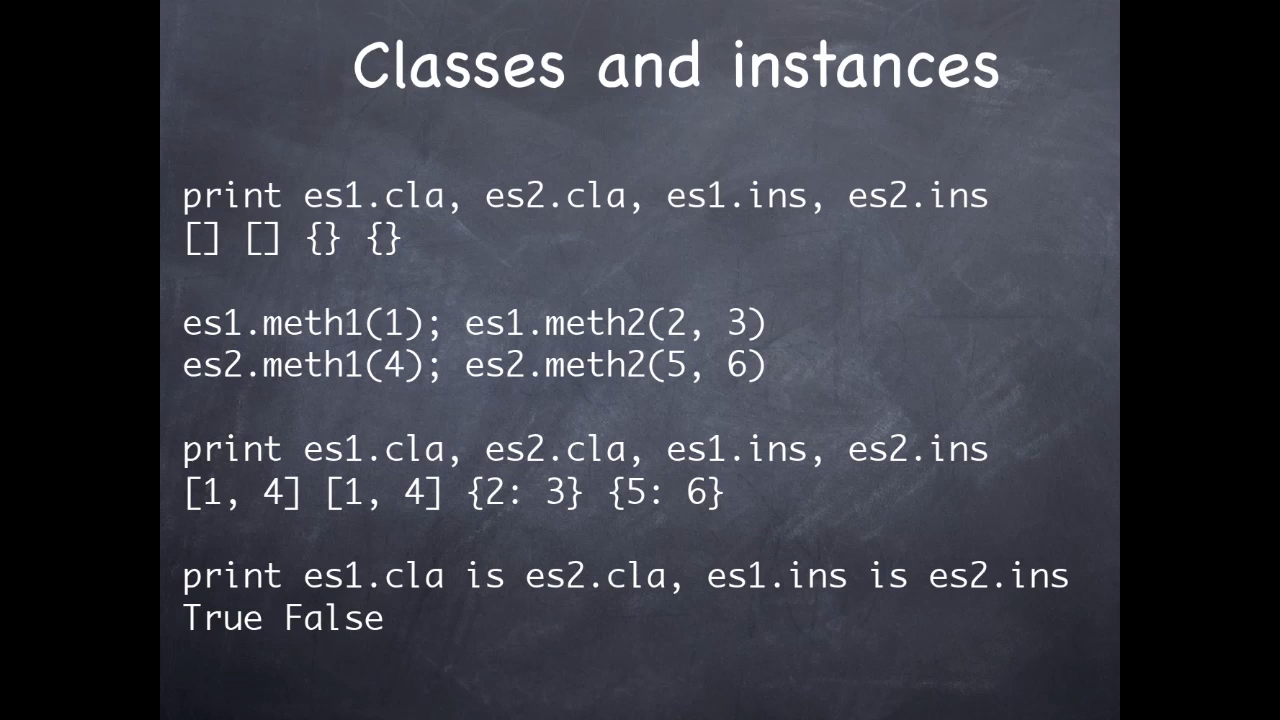 Classes and instances
print es1.cla, es2.cla, es1.ins, es2.ins
[] [] {} {}
es1.meth1(1); es1.meth2(2, 3)
es2.meth1(4); es2.meth2(5, 6)
print es1.cla, es2.cla, es1.ins, es2.ins
[1, 4] [1, 4] {2: 3} {5: 6}
print es1.cla is es2.cla, es1.ins is es2.ins
True False